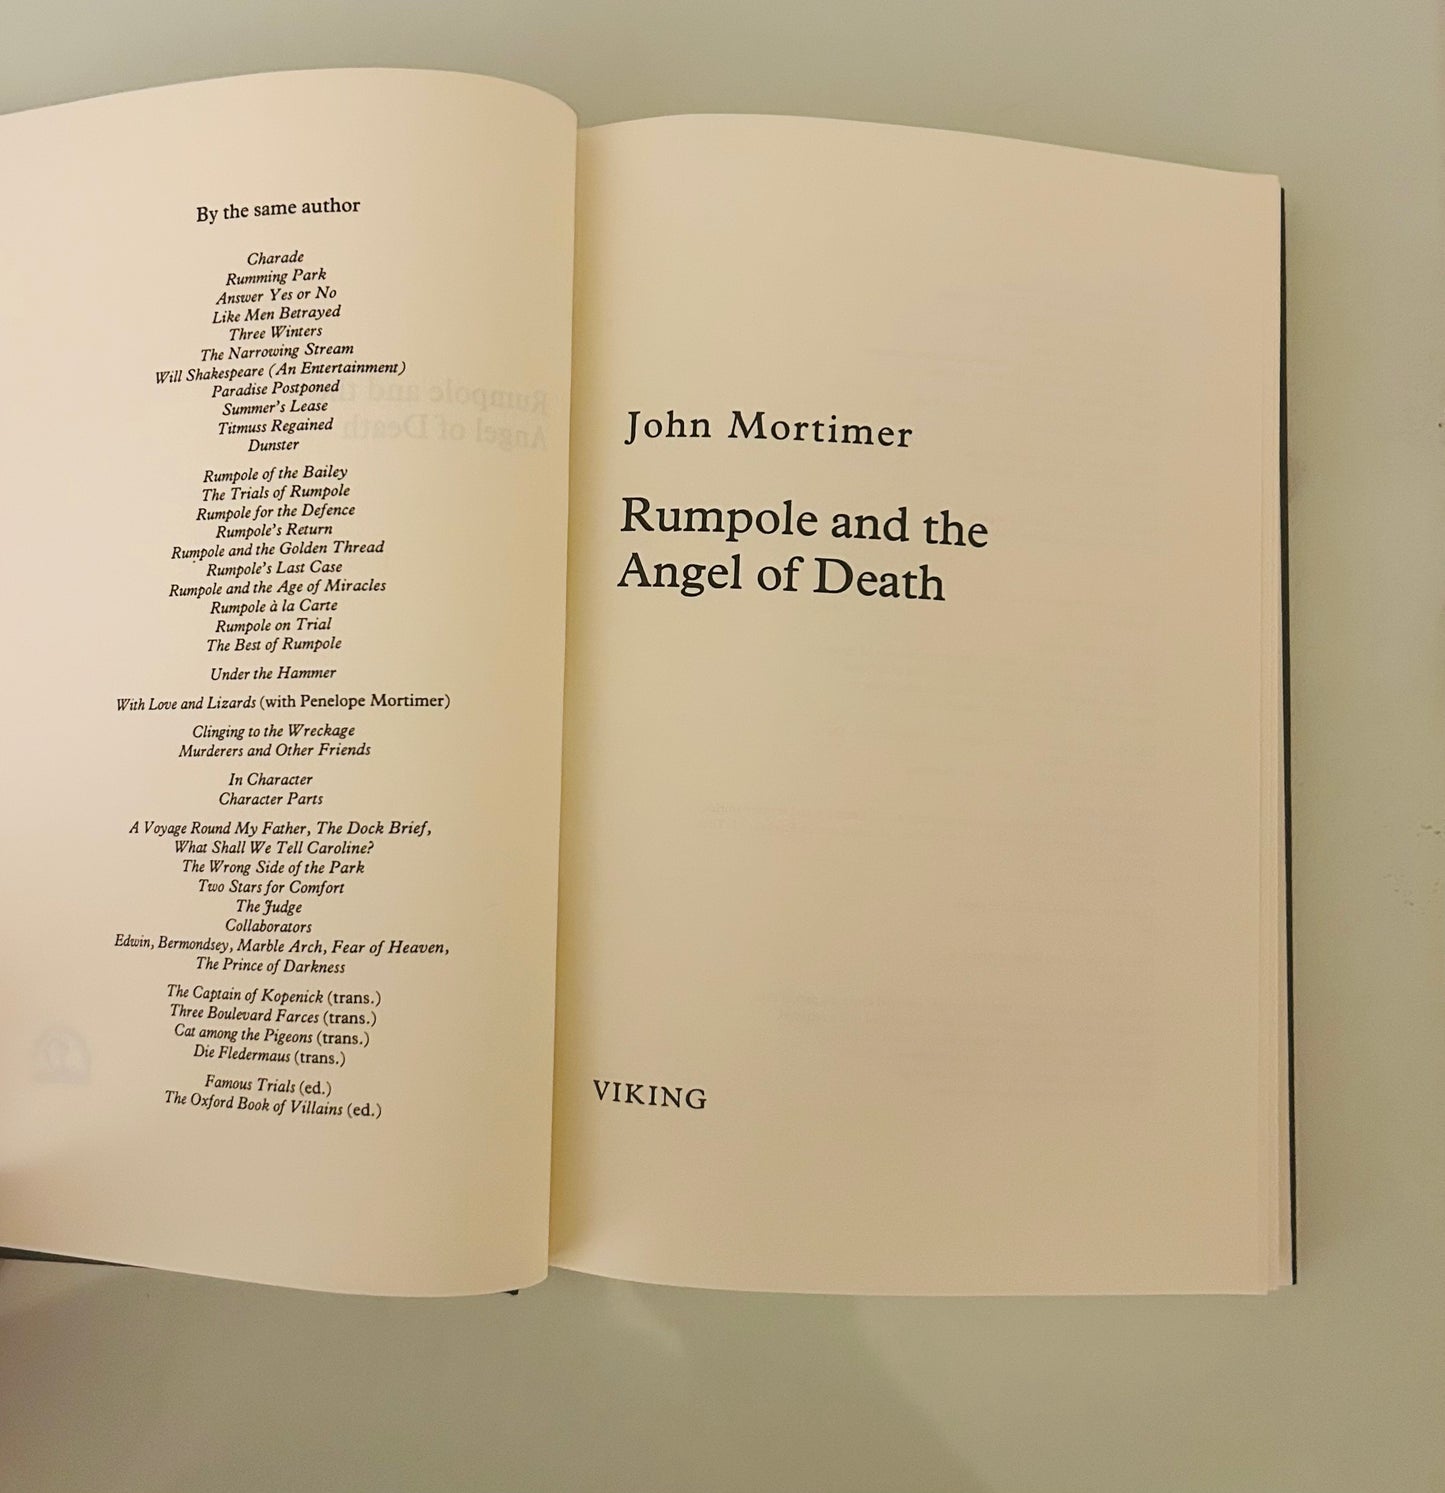 By the same author
Charade
Rumming Park
Answer Yes or No
Like Men Betrayed
Three Winters
The Narrowing Stream
Will Shakespeare (An Entertainment)
Paradise Postponed
Summer's Lease
Titmuss Regained
Dunster
Rumpole of the Bailey
The Trials of Rumpole
Rumpole for the Defence
Rumpole's Return
Rumpole and the Golden Thread
Rumpole's Last Case
Rumpole and the Age of Miracles
Rumpole à la Carte
Rumpole on Trial
The Best of Rumpole
Under the Hammer
With Love and Lizards (with Penelope Mortimer)
Clinging to the Wreckage
Murderers and Other Friends
In Character
Character Parts
A Voyage Round My Father, The Dock Brief,
What Shall We Tell Caroline?
The Wrong Side of the Park
Two Stars for Comfort
The Judge
Collaborators
Edwin, Bermondsey, Marble Arch, Fear of Heaven,
The Prince of Darkness
The Captain of Kopenick (trans.)
Three Boulevard Farces (trans.)
Cat among the Pigeons (trans.)
Die Fledermaus (trans.)
Famous Trials (ed.)
The Oxford Book of Villains (ed.)
John Mortimer
Rumpole and the
Angel of Death
VIKING